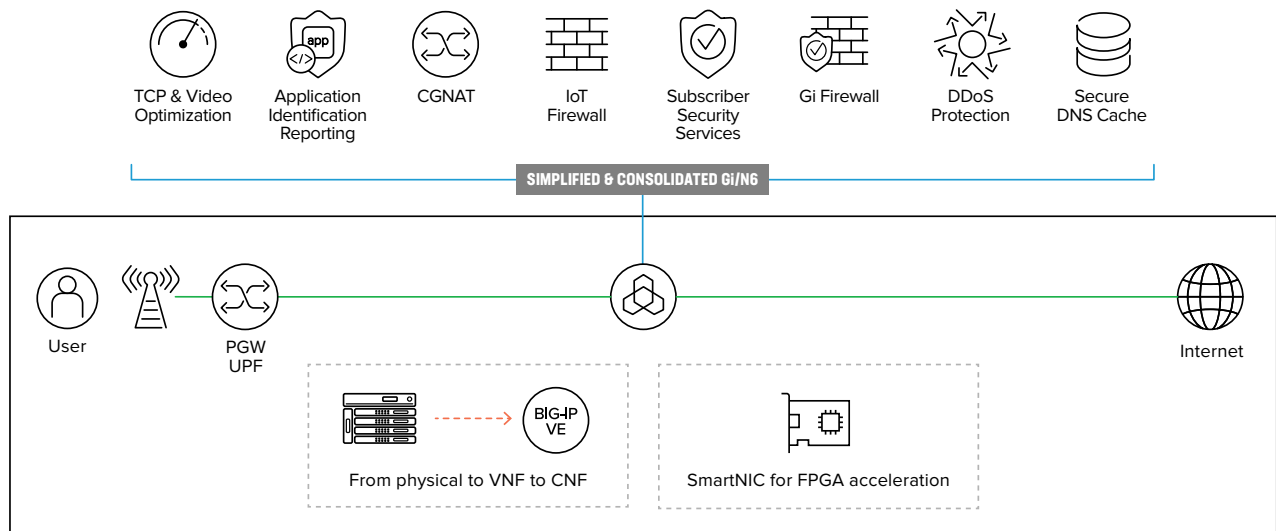 app
</>
TCP & Video
Optimization
Application
Identification
Reporting
CGNAT
IoT
Firewall
Subscriber
Security
Services
Gi Firewall
DDoS
Protection
Secure
DNS Cache
SIMPLIFIED & CONSOLIDATED Gi/N6
User
PGW
UPF
Internet
BIG-IP
VE
From physical to VNF to CNF
SmartNIC for FPGA acceleration